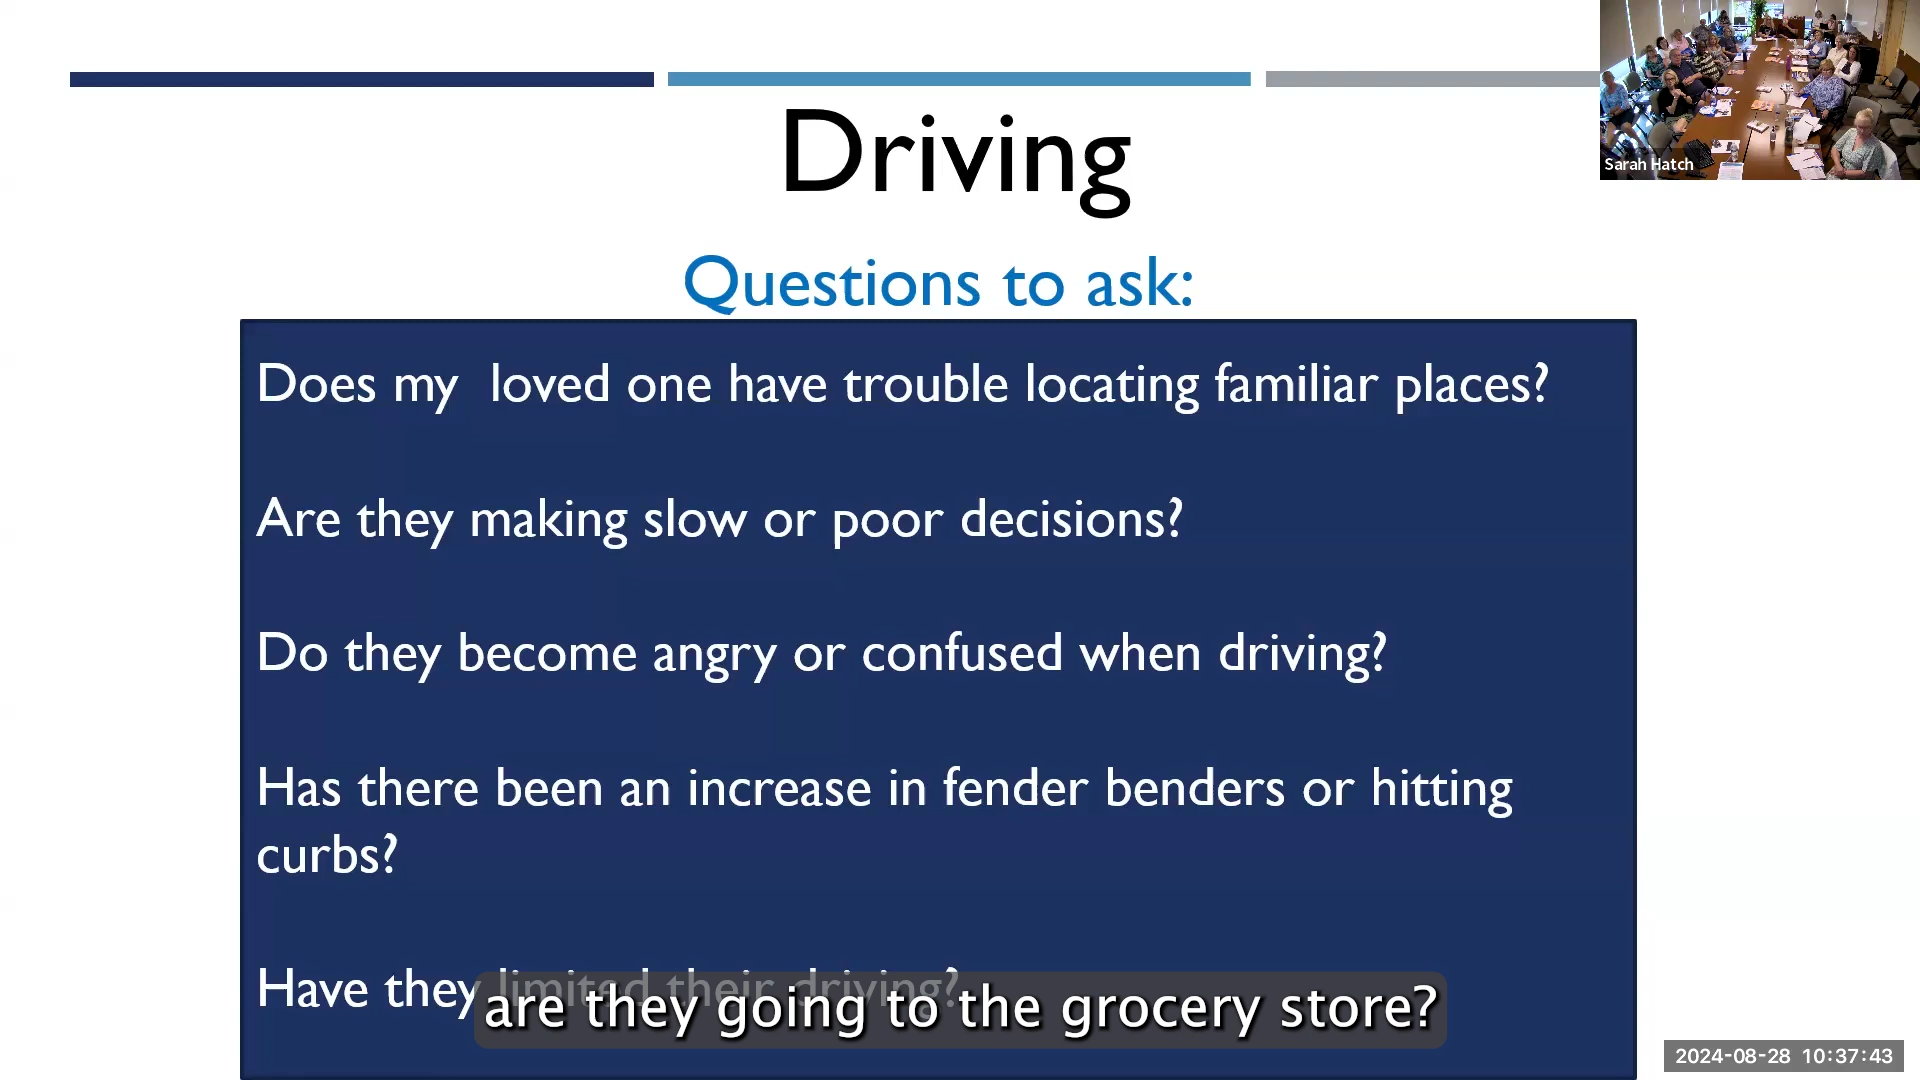 Driving
Sarah Hatch
Questions to ask:
Does my loved one have trouble locating familiar places?
Are they making slow or poor decisions?
Do they become angry or confused when driving?
Has there been an increase in fender benders or hitting
curbs?
Have they limited their driving?
are they going to the grocery store?
2024-08-28 10:37:43